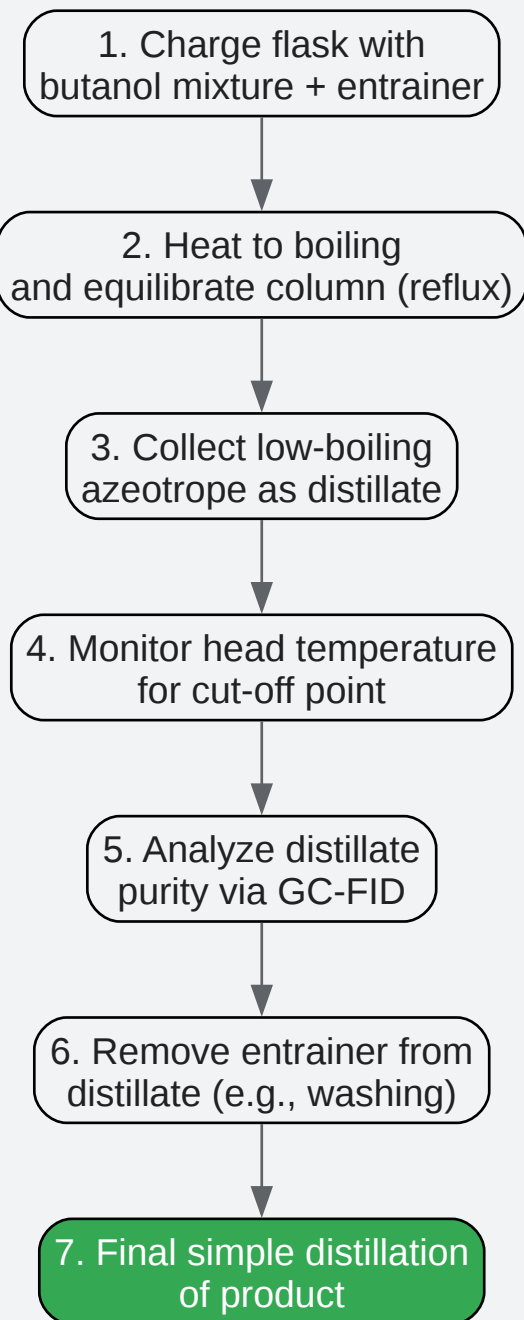 1. Charge flask with
butanol mixture + entrainer
2. Heat to boiling
and equilibrate column (reflux)
3. Collect low-boiling
azeotrope as distillate
4. Monitor head temperature
for cut-off point
5. Analyze distillate
purity via GC-FID
6. Remove entrainer from
distillate (e.g., washing)
7. Final simple distillation
of product